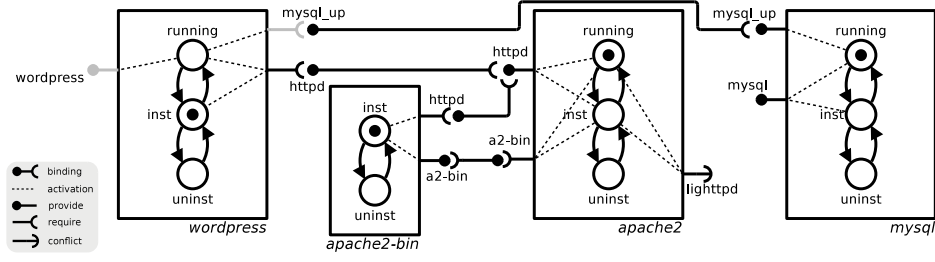 mysql_up
mysql_up
running
running
running
httpd
wordpress
httpd
httpd
mysql
inst
inst
inst
inst
a2-bin
a2-bin
binding
activation
provide
require
conflict
uninst
uninst
uninst
uninst
lighttpd
wordpress
apache2-bin
apache2
mysql